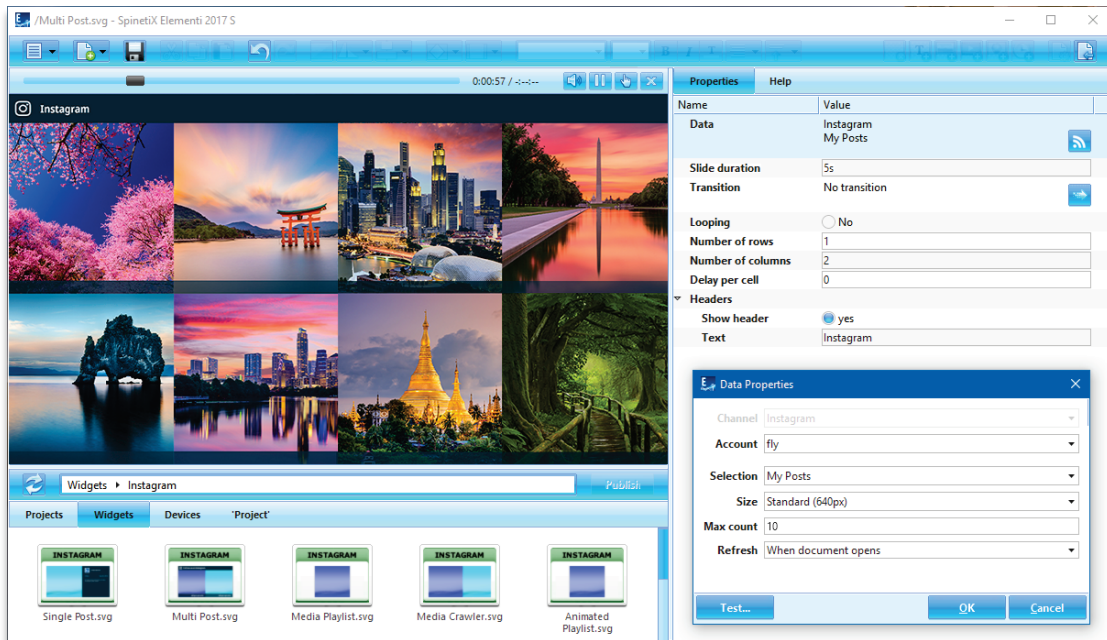 /Multi Post.svg - SpinetiX Elementi 2017 S
0:00:57 / -:--:--
Instagram
Widgets ▸ Instagram
Publish
Projects Widgets Devices 'Project'
INSTAGRAM INSTAGRAM INSTAGRAM INSTAGRAM INSTAGRAM
Single Post.svg Multi Post.svg Media Playlist.svg Media Crawler.svg Animated
Playlist.svg
Properties Help
Name Value
Data Instagram
My Posts
Slide duration 5s
Transition No transition
Looping No
Number of rows 1
Number of columns 2
Delay per cell 0
Headers
Show header yes
Text Instagram
Data Properties
Channel Instagram
Account fly
Selection My Posts
Size Standard (640px)
Max count 10
Refresh When document opens
Test... OK Cancel